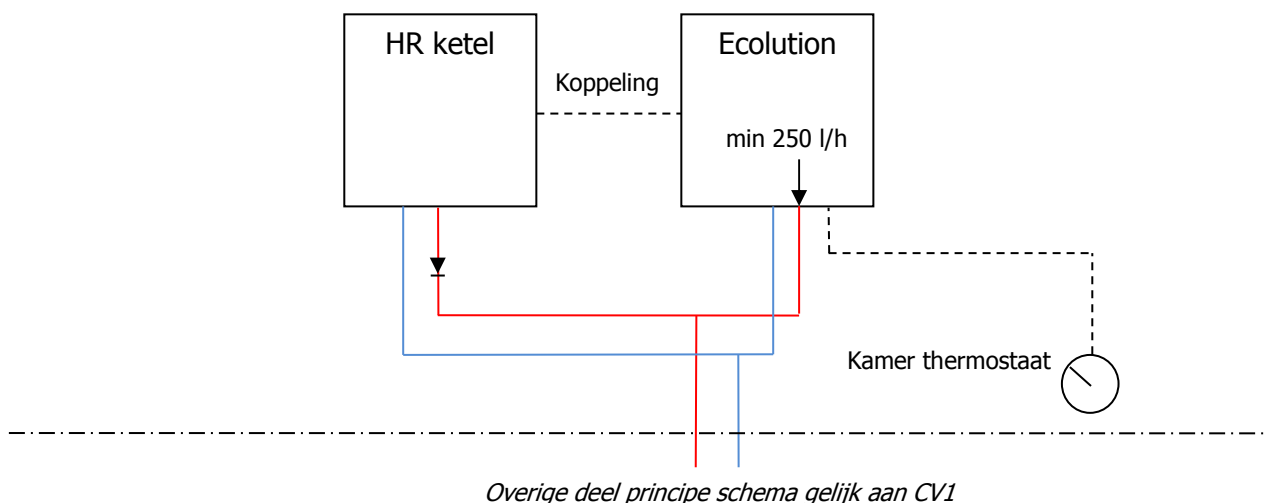 HR ketel
Ecolution
Koppeling
min 250 l/h
Kamer thermostaat
Overige deel principe schema gelijk aan CV1